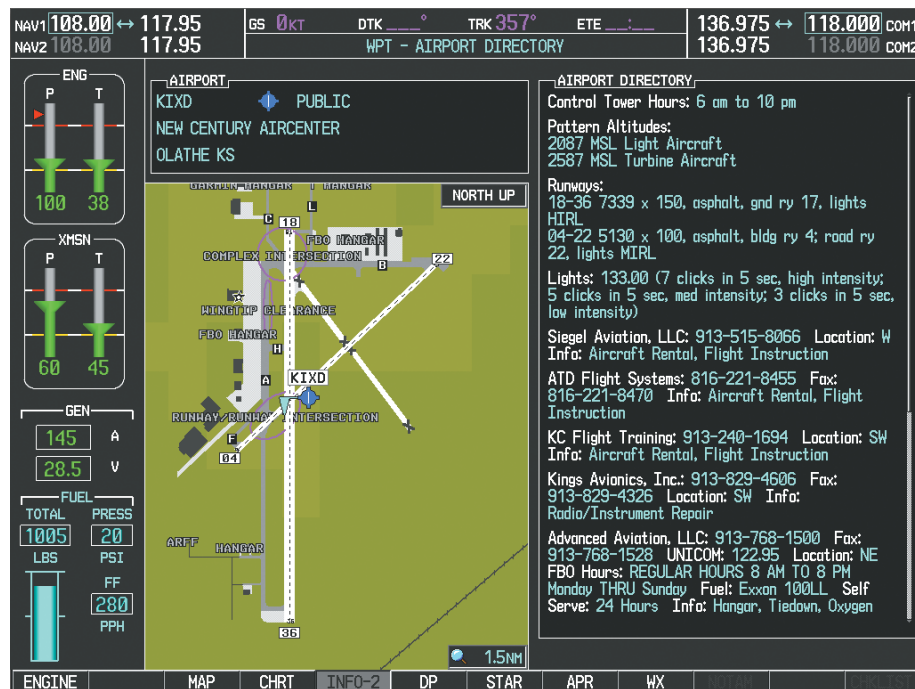 NAV1 108.00 ↔ 117.95
NAV2 108.00 117.95
GS 0KT DTK ___° TRK 357° ETE __:__
WPT - AIRPORT DIRECTORY
136.975 ↔ 118.000 COM1
136.975 118.000 COM2
ENG
P T
100 38
XMSN
P T
60 45
GEN
145 A
28.5 V
FUEL
TOTAL PRESS
1005 20
LBS PSI
FF
280
PPH
AIRPORT
KIXD PUBLIC
NEW CENTURY AIRCENTER
OLATHE KS
NORTH UP
GARMIN HANGAR
T HANGAR
L
C
18
FBO HANGAR
COMPLEX INTERSECTION
B
22
WINGTIP CLEARANCE
FBO HANGAR
H
A
KIXD
RUNWAY/RUNWAY INTERSECTION
F
04
ARFF
HANGAR
36
1.5NM
AIRPORT DIRECTORY
Control Tower Hours: 6 am to 10 pm
Pattern Altitudes:
2087 MSL Light Aircraft
2587 MSL Turbine Aircraft
Runways:
18-36 7339 x 150, asphalt, gnd ry 17, lights
HIRL
04-22 5130 x 100, asphalt, bldg ry 4; road ry
22, lights MIRL
Lights: 133.00 (7 clicks in 5 sec, high intensity;
5 clicks in 5 sec, med intensity; 3 clicks in 5 sec,
low intensity)
Siegel Aviation, LLC: 913-515-8066 Location: W
Info: Aircraft Rental, Flight Instruction
ATD Flight Systems: 816-221-8455 Fax:
816-221-8470 Info: Aircraft Rental, Flight
Instruction
KC Flight Training: 913-240-1694 Location: SW
Info: Aircraft Rental, Flight Instruction
Kings Avionics, Inc.: 913-829-4606 Fax:
913-829-4326 Location: SW Info:
Radio/Instrument Repair
Advanced Aviation, LLC: 913-768-1500 Fax:
913-768-1528 UNICOM: 122.95 Location: NE
FBO Hours: REGULAR HOURS 8 AM TO 8 PM
Monday THRU Sunday Fuel: Exxon 100LL Self
Serve: 24 Hours Info: Hangar, Tiedown, Oxygen
ENGINE MAP CHRT INFO-2 DP STAR APR WX NOTAM CHKLIST